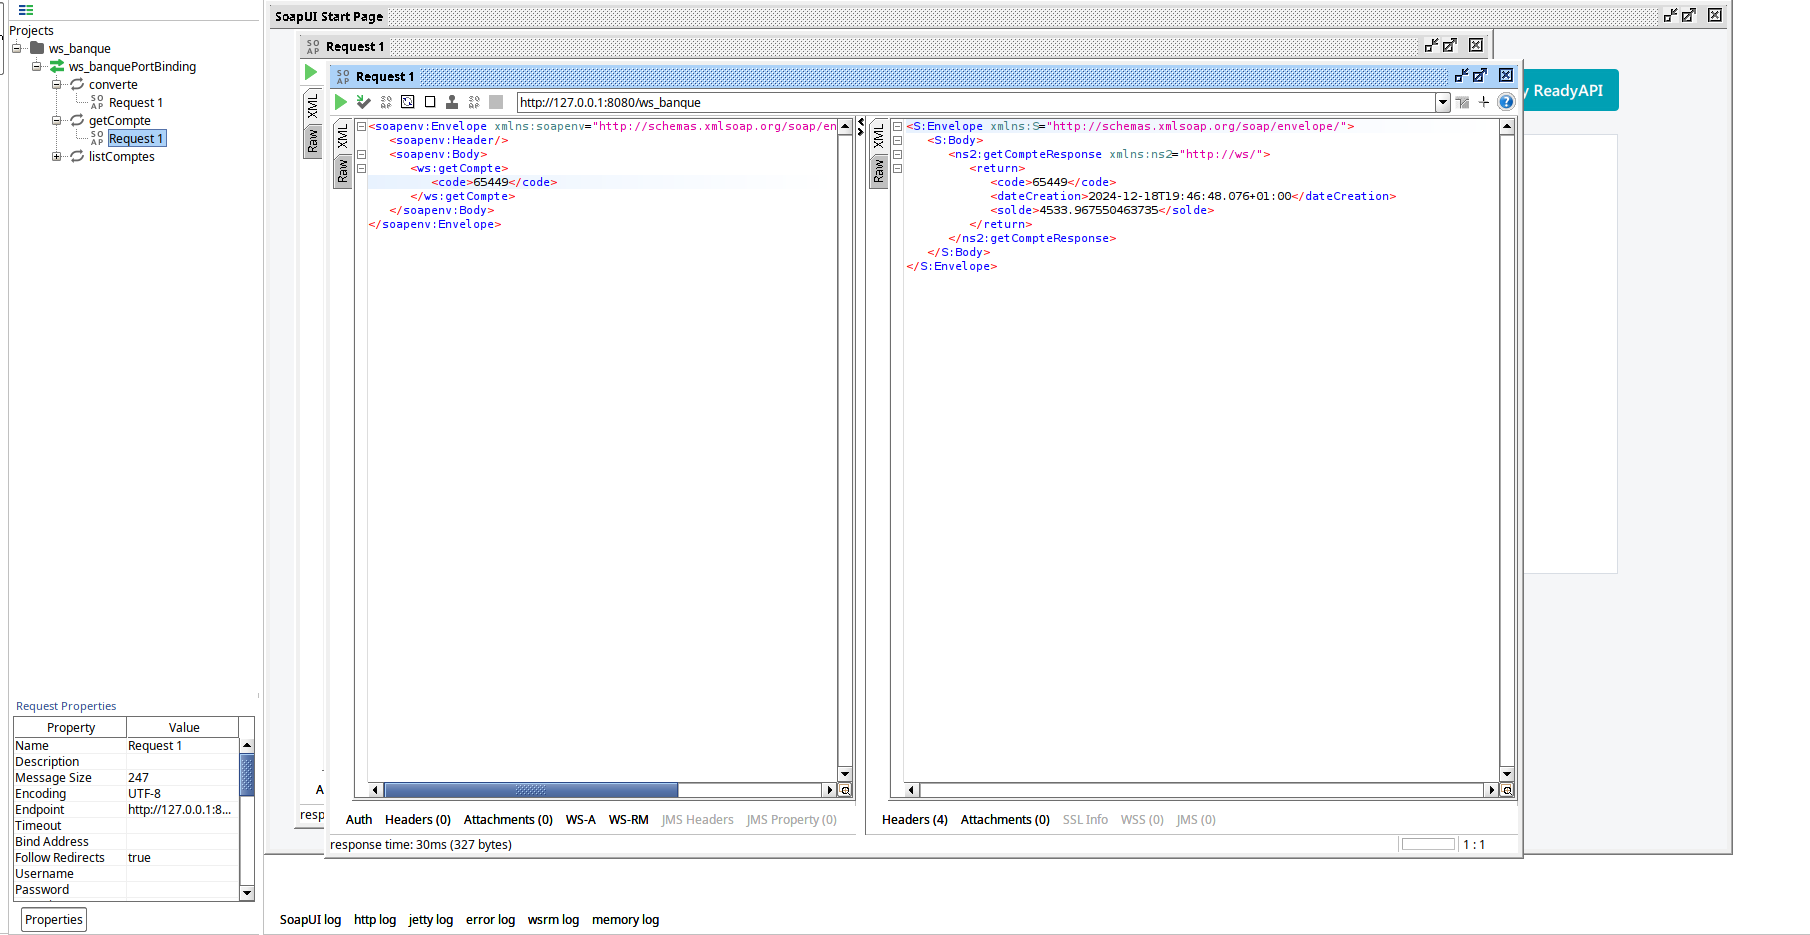 Projects
ws_banque
ws_banquePortBinding
converte
Request 1
getCompte
Request 1
listComptes
SoapUI Start Page
Request 1
Request 1
ReadyAPI
http://127.0.0.1:8080/ws_banque
XML
Raw
XML
Raw
<soapenv:Envelope xmlns:soapenv="http://schemas.xmlsoap.org/soap/en
<soapenv:Header/>
<soapenv:Body>
<ws:getCompte>
<code>65449</code>
</ws:getCompte>
</soapenv:Body>
</soapenv:Envelope>
XML
Raw
<S:Envelope xmlns:S="http://schemas.xmlsoap.org/soap/envelope/">
<S:Body>
<ns2:getCompteResponse xmlns:ns2="http://ws/">
<return>
<code>65449</code>
<dateCreation>2024-12-18T19:46:48.076+01:00</dateCreation>
<solde>4533.967550463735</solde>
</return>
</ns2:getCompteResponse>
</S:Body>
</S:Envelope>
Request Properties
Property Value
Name Request 1
Description
Message Size 247
Encoding UTF-8
Endpoint http://127.0.0.1:8...
Timeout
Bind Address
Follow Redirects true
Username
Password
Properties
A
resp
Auth Headers (0) Attachments (0) WS-A WS-RM JMS Headers JMS Property (0)
Headers (4) Attachments (0) SSL Info WSS (0) JMS (0)
response time: 30ms (327 bytes)
1 : 1
SoapUI log http log jetty log error log wsrm log memory log